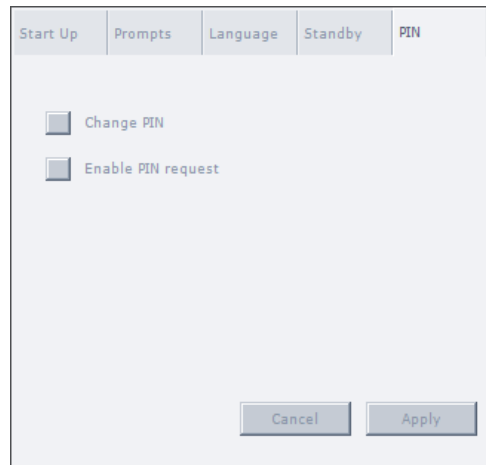 Start Up Prompts Language Standby PIN
Change PIN
Enable PIN request
Cancel Apply